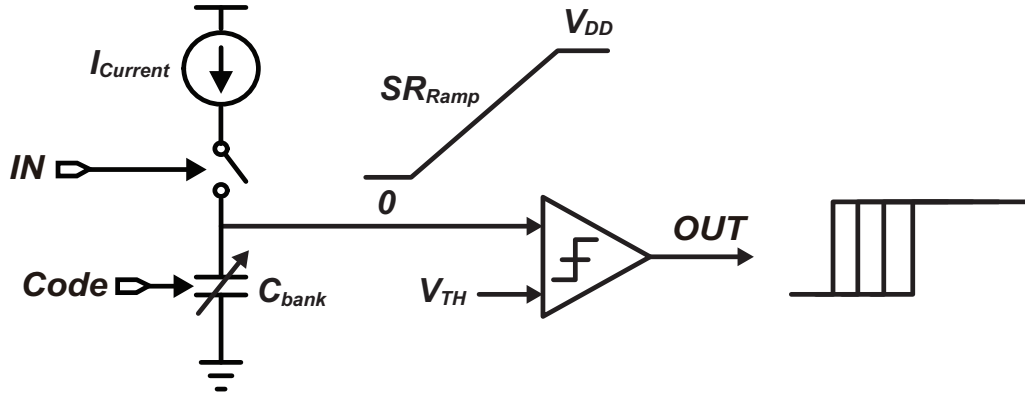 V_DD
I_Current
SR_Ramp
IN
0
OUT
Code
C_bank
V_TH